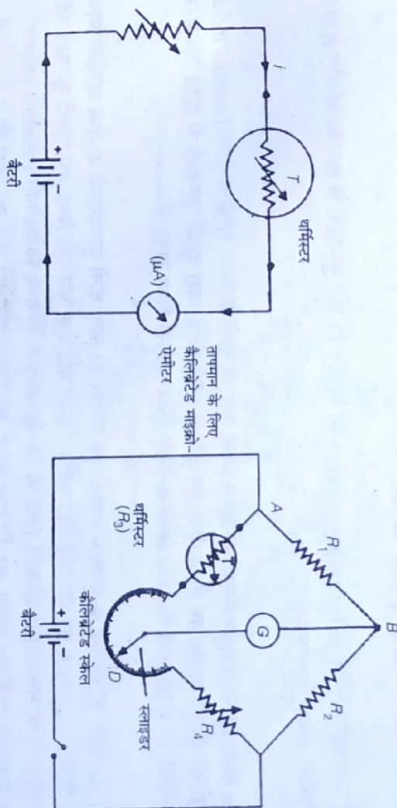 i
T
थर्मिस्टर
(μA)
तापमान के लिए
कैलिब्रेटेड माइक्रो-
ऐमीटर
+ −
बैटरी
A
R₁
B
R₂
थर्मिस्टर
(R₃)
T
G
R₄
D
स्लाइडर
कैलिब्रेटेड स्केल
+ −
बैटरी